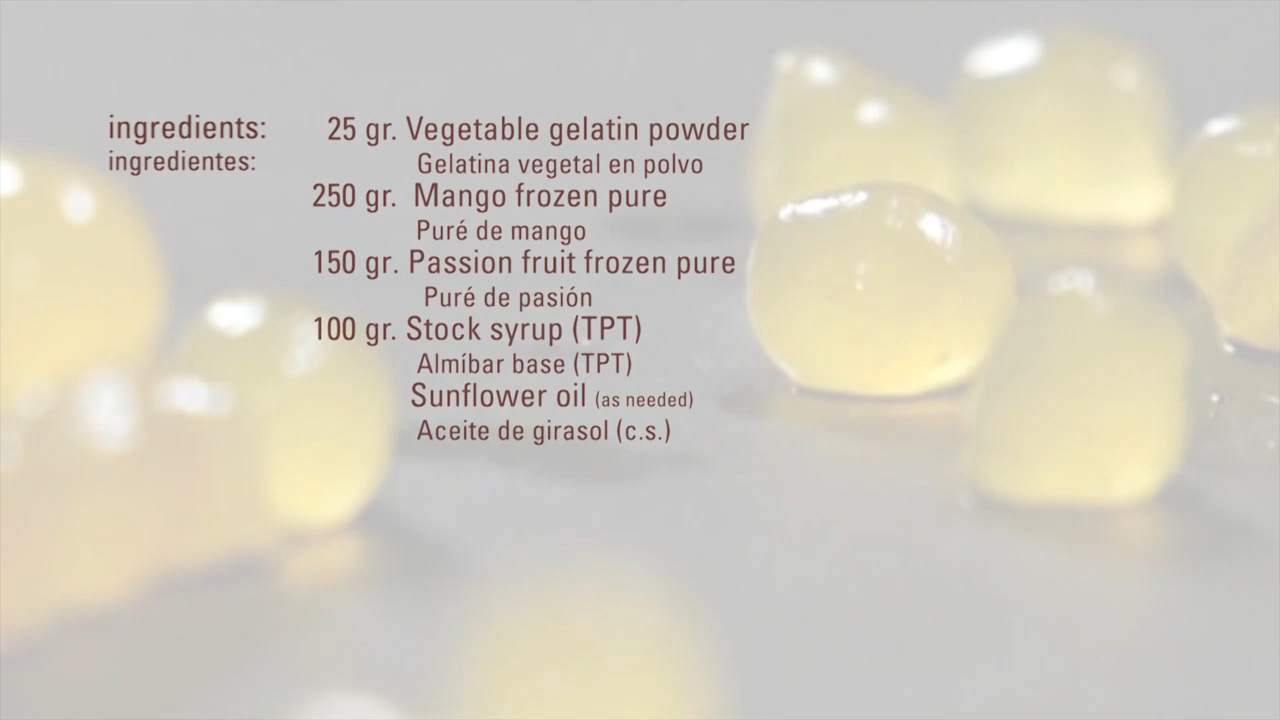 ingredients:
ingredientes:
25 gr. Vegetable gelatin powder
Gelatina vegetal en polvo
250 gr. Mango frozen pure
Puré de mango
150 gr. Passion fruit frozen pure
Puré de pasión
100 gr. Stock syrup (TPT)
Almíbar base (TPT)
Sunflower oil (as needed)
Aceite de girasol (c.s.)